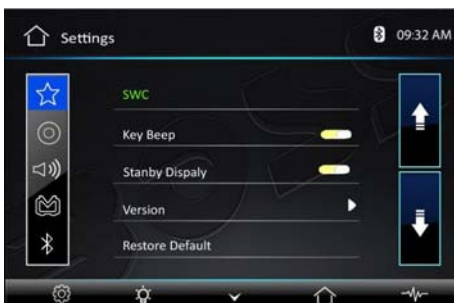 Settings
09:32 AM
SWC
Key Beep
Stanby Dispaly
Version
Restore Default